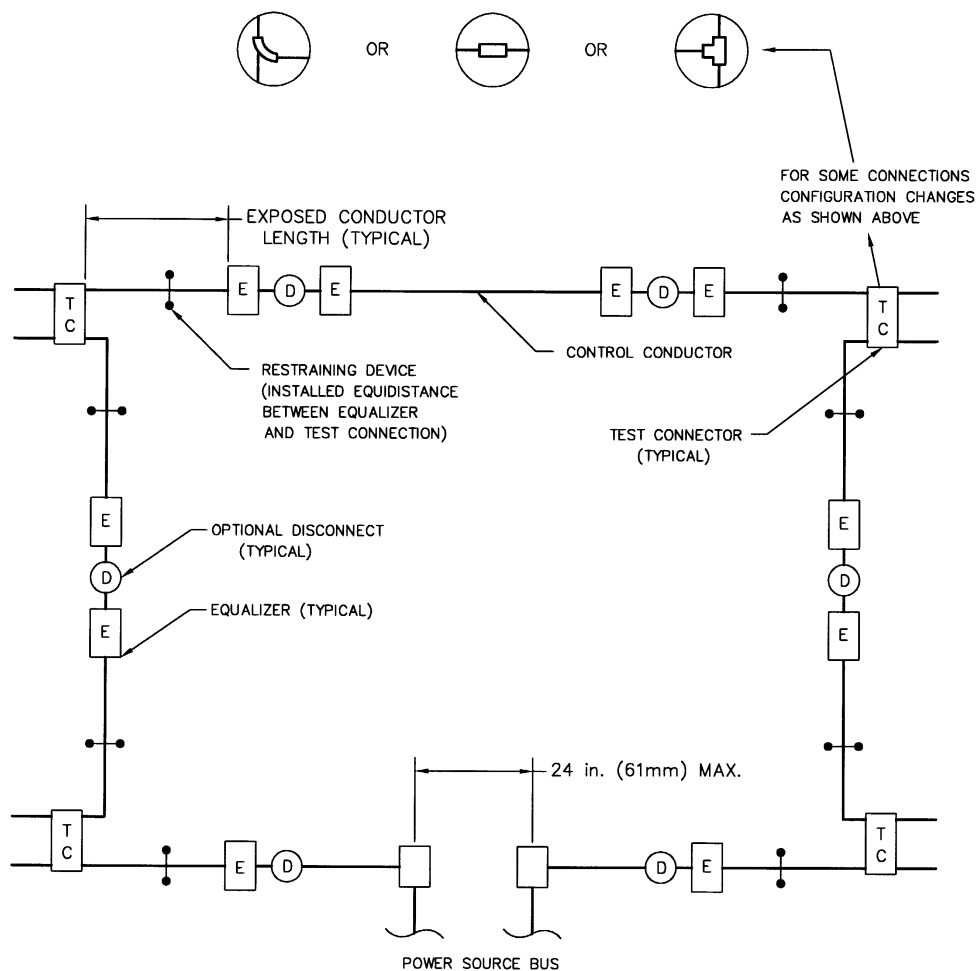 OR
OR
FOR SOME CONNECTIONS
CONFIGURATION CHANGES
AS SHOWN ABOVE
EXPOSED CONDUCTOR
LENGTH (TYPICAL)
T
C
E
D
E
E
D
E
T
C
CONTROL CONDUCTOR
RESTRAINING DEVICE
(INSTALLED EQUIDISTANCE
BETWEEN EQUALIZER
AND TEST CONNECTION)
TEST CONNECTOR
(TYPICAL)
E
E
OPTIONAL DISCONNECT
(TYPICAL)
D
D
EQUALIZER (TYPICAL)
E
E
24 in. (61mm) MAX.
T
C
E
D
D
E
T
C
POWER SOURCE BUS